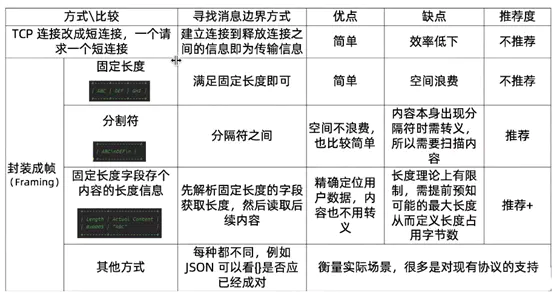 方式\比较
寻找消息边界方式
优点
缺点
推荐度
TCP 连接改成短连接，一个请
求一个短连接
建立连接到释放连接之
间的信息即为传输信息
简单
效率低下
不推荐
封装成帧
（Framing）
固定长度
| ABC | DEF | GHI |
满足固定长度即可
简单
空间浪费
不推荐
分割符
| ABC\nDEF\n |
分隔符之间
空间不浪费，
也比较简单
内容本身出现分
隔符时需转义，
所以需要扫描内
容
推荐
固定长度字段存个
内容的长度信息
| Length | Actual Content |
"ABC"
先解析固定长度的字段
获取长度，然后读取后
续内容
精确定位用
户数据，内
容也不用转
义
长度理论上有限
制，需提前预知
可能的最大长度
从而定义长度占
用字节数
推荐+
其他方式
每种都不同，例如
JSON 可以看{}是否应
已经成对
衡量实际场景，很多是对现有协议的支持